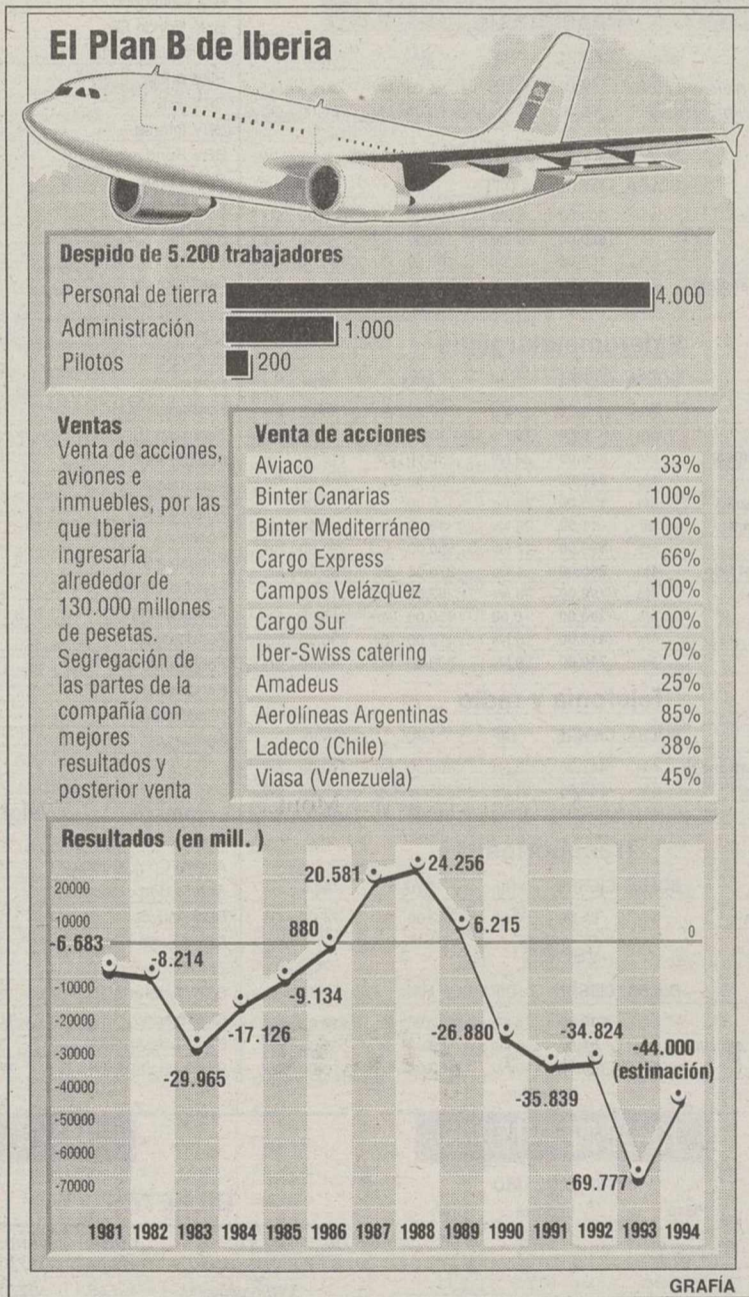 El Plan B de Iberia
Despido de 5.200 trabajadores
Personal de tierra 4.000
Administración 1.000
Pilotos 200
Ventas
Venta de acciones,
aviones e
inmuebles, por las
que Iberia
ingresaría
alrededor de
130.000 millones
de pesetas.
Segregación de
las partes de la
compañía con
mejores
resultados y
posterior venta
Venta de acciones
Aviaco 33%
Binter Canarias 100%
Binter Mediterráneo 100%
Cargo Express 66%
Campos Velázquez 100%
Cargo Sur 100%
Iber-Swiss catering 70%
Amadeus 25%
Aerolíneas Argentinas 85%
Ladeco (Chile) 38%
Viasa (Venezuela) 45%
Resultados (en mill. )
20000
10000
0
-10000
-20000
-30000
-40000
-50000
-60000
-70000
-6.683
-8.214
-29.965
-17.126
-9.134
880
20.581
24.256
6.215
-26.880
-35.839
-34.824
-69.777
-44.000
(estimación)
1981 1982 1983 1984 1985 1986 1987 1988 1989 1990 1991 1992 1993 1994
GRAFÍA